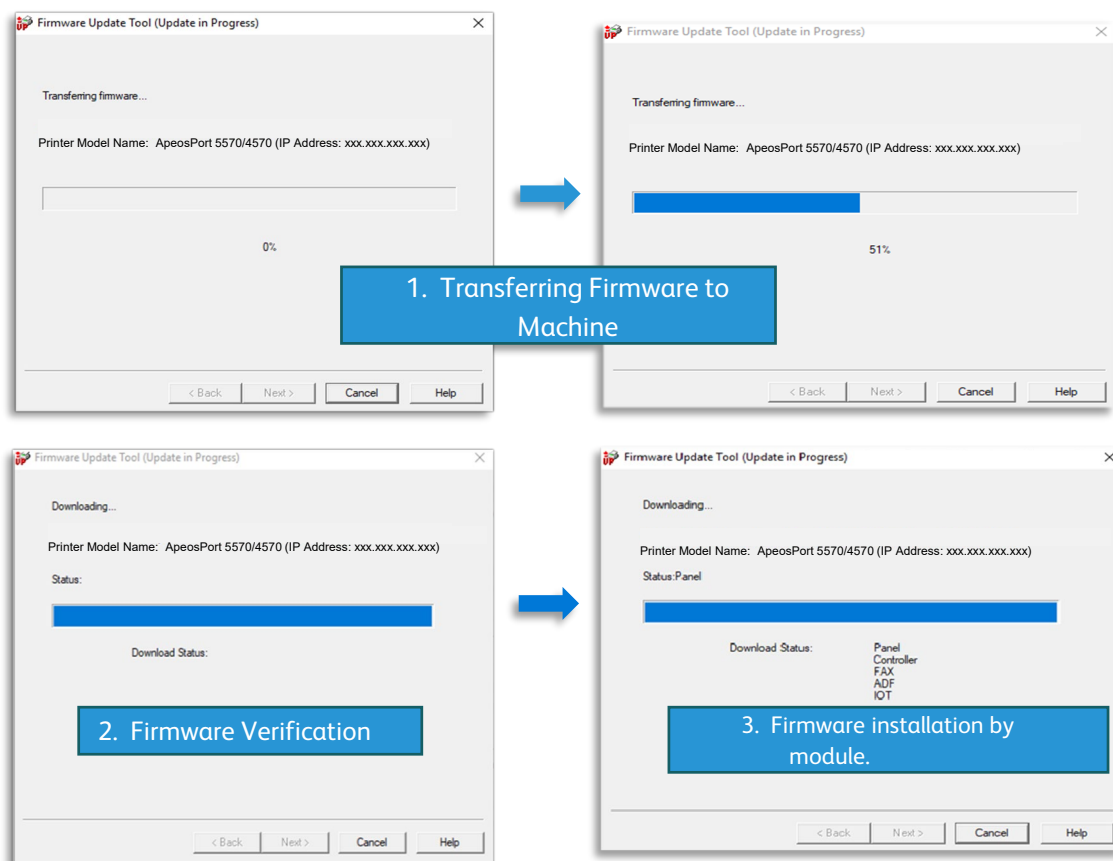 Firmware Update Tool (Update in Progress)
Transferring firmware...
Printer Model Name: ApeosPort 5570/4570 (IP Address: xxx.xxx.xxx.xxx)
0%
< Back Next > Cancel Help
Firmware Update Tool (Update in Progress)
Transferring firmware...
Printer Model Name: ApeosPort 5570/4570 (IP Address: xxx.xxx.xxx.xxx)
51%
< Back Next > Cancel Help
1. Transferring Firmware to
Machine
Firmware Update Tool (Update in Progress)
Downloading...
Printer Model Name: ApeosPort 5570/4570 (IP Address: xxx.xxx.xxx.xxx)
Status:
Download Status:
2. Firmware Verification
< Back Next > Cancel Help
Firmware Update Tool (Update in Progress)
Downloading...
Printer Model Name: ApeosPort 5570/4570 (IP Address: xxx.xxx.xxx.xxx)
Status:Panel
Download Status: Panel
Controller
FAX
ADF
IOT
3. Firmware installation by
module.
< Back Next > Cancel Help